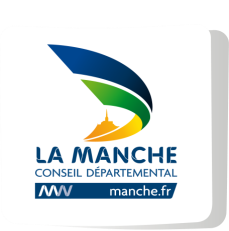 LA MANCHE
CONSEIL DÉPARTEMENTAL
manche.fr